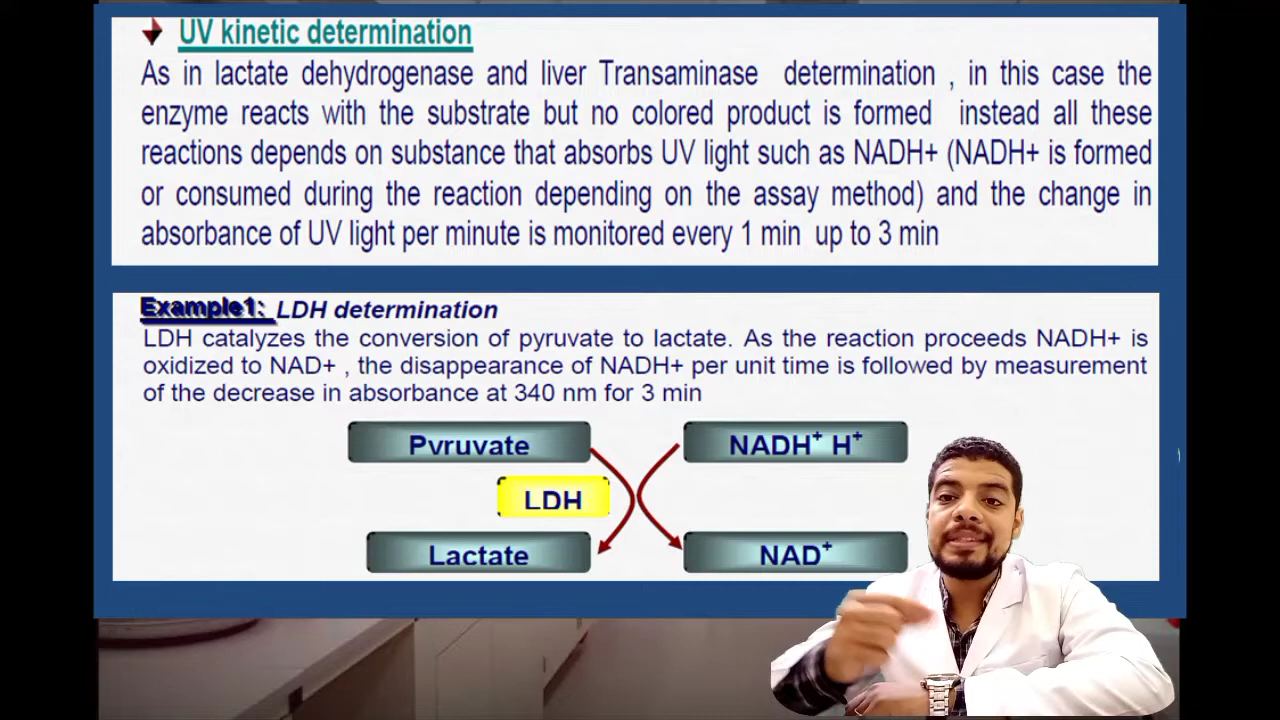 UV kinetic determination
As in lactate dehydrogenase and liver Transaminase determination , in this case the
enzyme reacts with the substrate but no colored product is formed instead all these
reactions depends on substance that absorbs UV light such as NADH+ (NADH+ is formed
or consumed during the reaction depending on the assay method) and the change in
absorbance of UV light per minute is monitored every 1 min up to 3 min
Example1: LDH determination
LDH catalyzes the conversion of pyruvate to lactate. As the reaction proceeds NADH+ is
oxidized to NAD+ , the disappearance of NADH+ per unit time is followed by measurement
of the decrease in absorbance at 340 nm for 3 min
Pyruvate
NADH+ H+
LDH
Lactate
NAD+